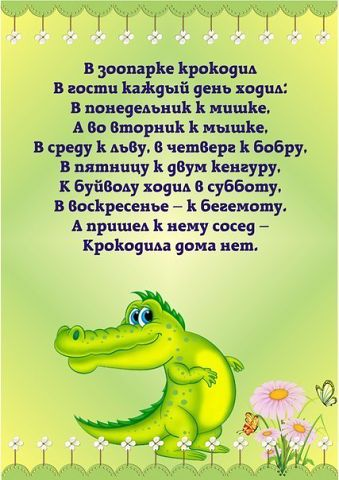 В зоопарке крокодил
В гости каждый день ходил:
В понедельник к мишке,
А во вторник к мышке,
В среду к льву, в четверг к бобру,
В пятницу к двум кенгуру,
К буйволу ходил в субботу,
В воскресенье – к бегемоту.
А пришел к нему сосед –
Крокодила дома нет.